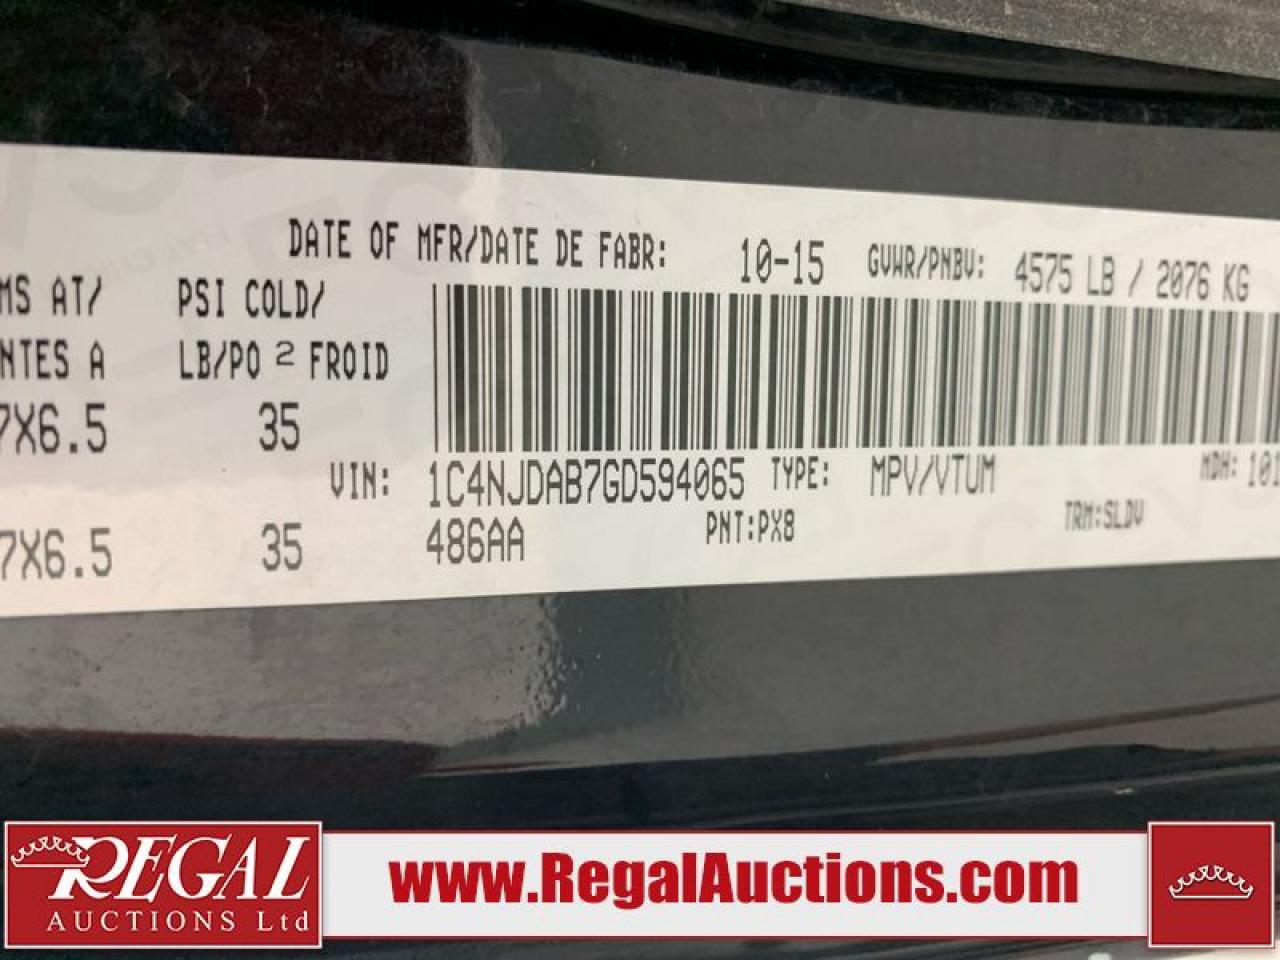 DATE OF MFR/DATE DE FABR: 10-15 GVWR/PNBV: 4575 LB / 2076 KG
MS AT/ PSI COLD/
NTES A LB/PO 2 FROID
7X6.5 35
VIN: 1C4NJDAB7GD594065 TYPE: MPV/VTUM MDH: 101
7X6.5 35 486AA PNT:PX8 TRM:SLDV
REGAL
AUCTIONS Ltd
www.RegalAuctions.com